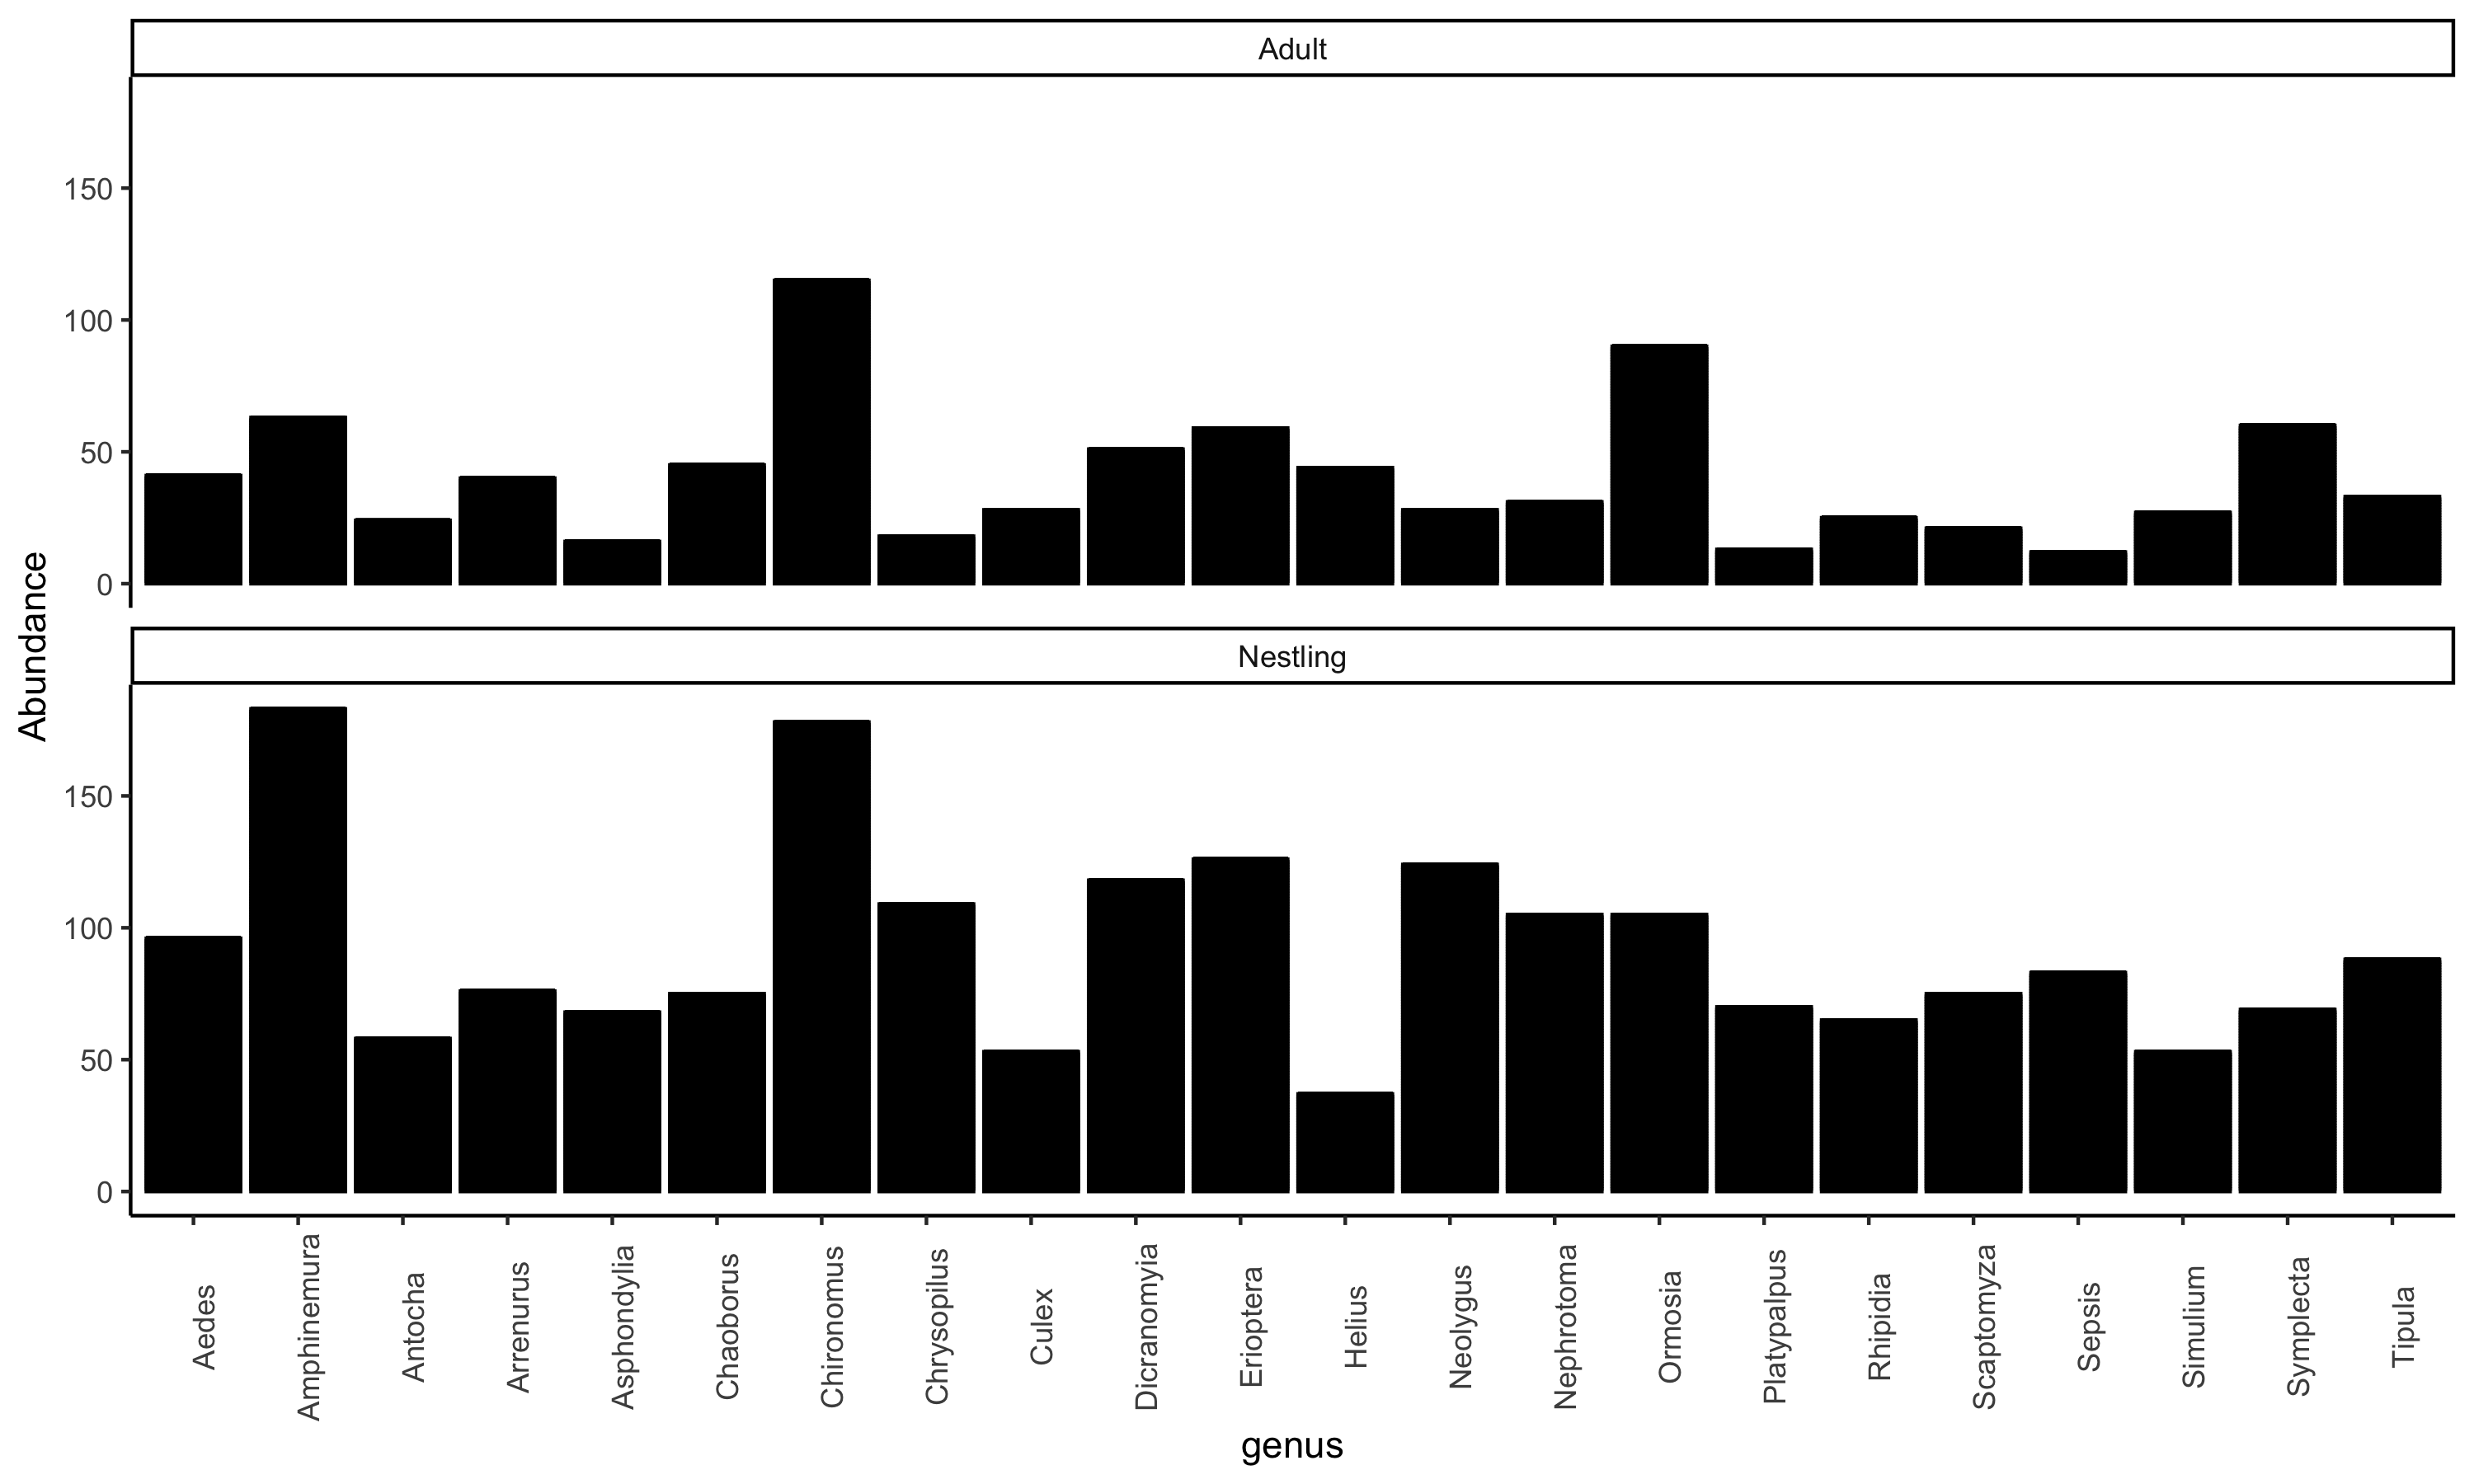 Adult
150
100
50
0
Abundance
Nestling
150
100
50
0
Aedes
Amphinemura
Antocha
Arrenurus
Asphondylia
Chaoborus
Chironomus
Chrysopilus
Culex
Dicranomyia
Erioptera
Helius
Neolygus
Nephrotoma
Ormosia
Platypalpus
Rhipidia
Scaptomyza
Sepsis
Simulium
Symplecta
Tipula
genus